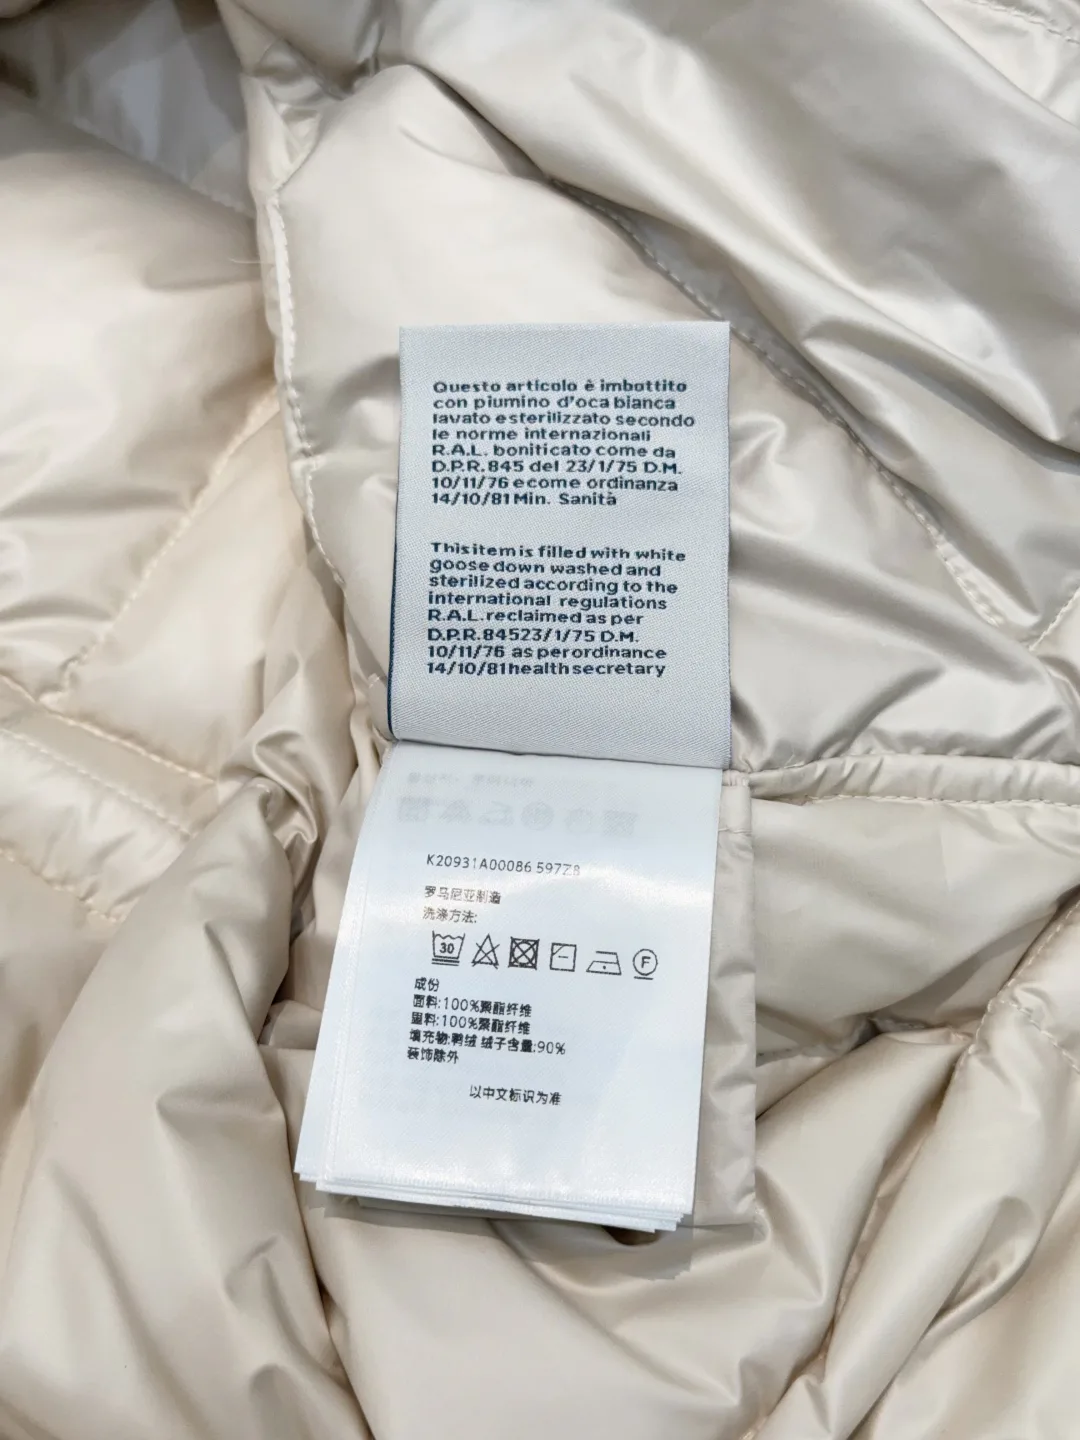 Questo articolo è imbottito
con piumino d'oca bianca
lavato e sterilizzato secondo
le norme internazionali
R.A.L. boniticato come da
D.P.R. 845 del 23/1/75 D.M.
10/11/76 e come ordinanza
14/10/81 Min. Sanità
This item is filled with white
goose down washed and
sterilized according to the
international regulations
R.A.L. reclaimed as per
D.P.R. 84523/1/75 D.M.
10/11/76 as per ordinance
14/10/81 health secretary
K20931A00086 597Z8
罗马尼亚制造
洗涤方法:
30
F
成份
面料:100%聚酯纤维
里料:100%聚酯纤维
填充物:鸭绒 绒子含量:90%
装饰除外
以中文标识为准